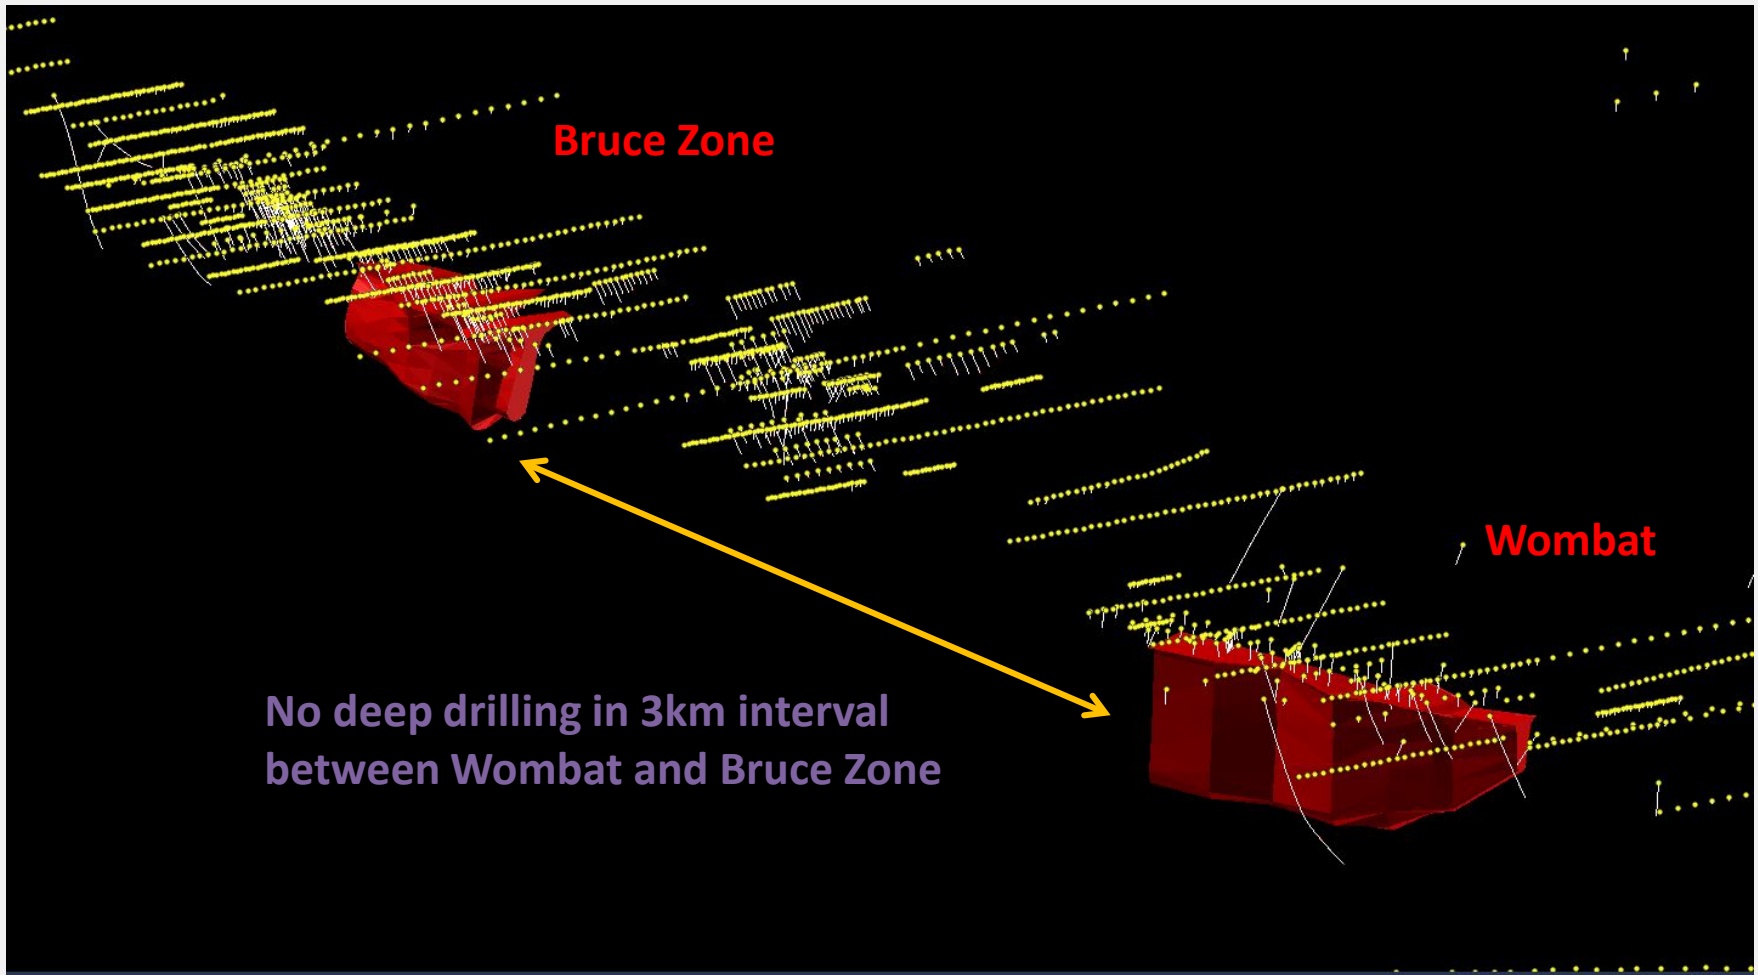 Bruce Zone
Wombat
No deep drilling in 3km interval
between Wombat and Bruce Zone